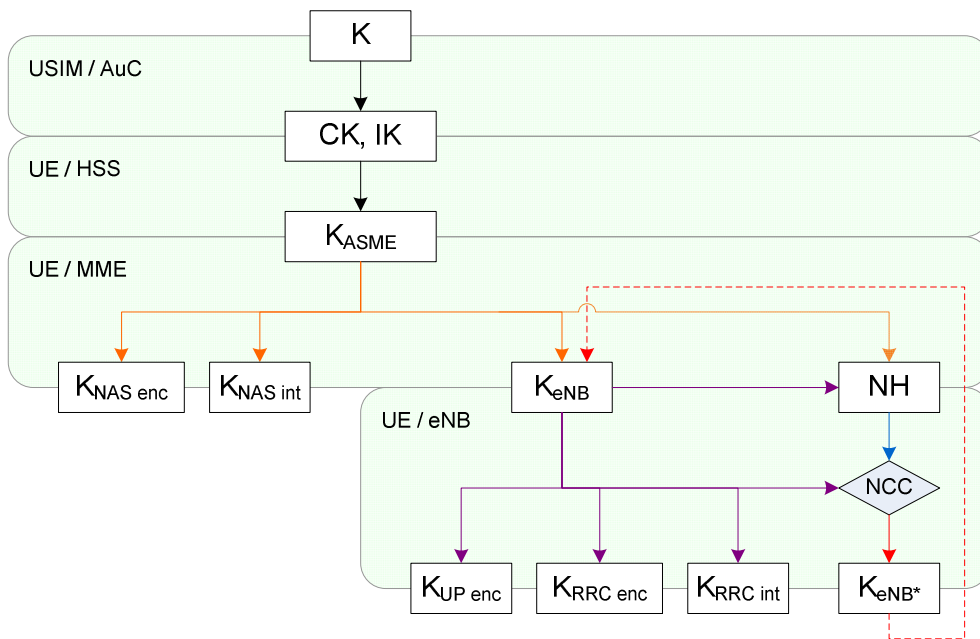 K
USIM / AuC
CK, IK
UE / HSS
KASME
UE / MME
KNAS enc
KNAS int
KeNB
NH
UE / eNB
NCC
KUP enc
KRRC enc
KRRC int
KeNB*